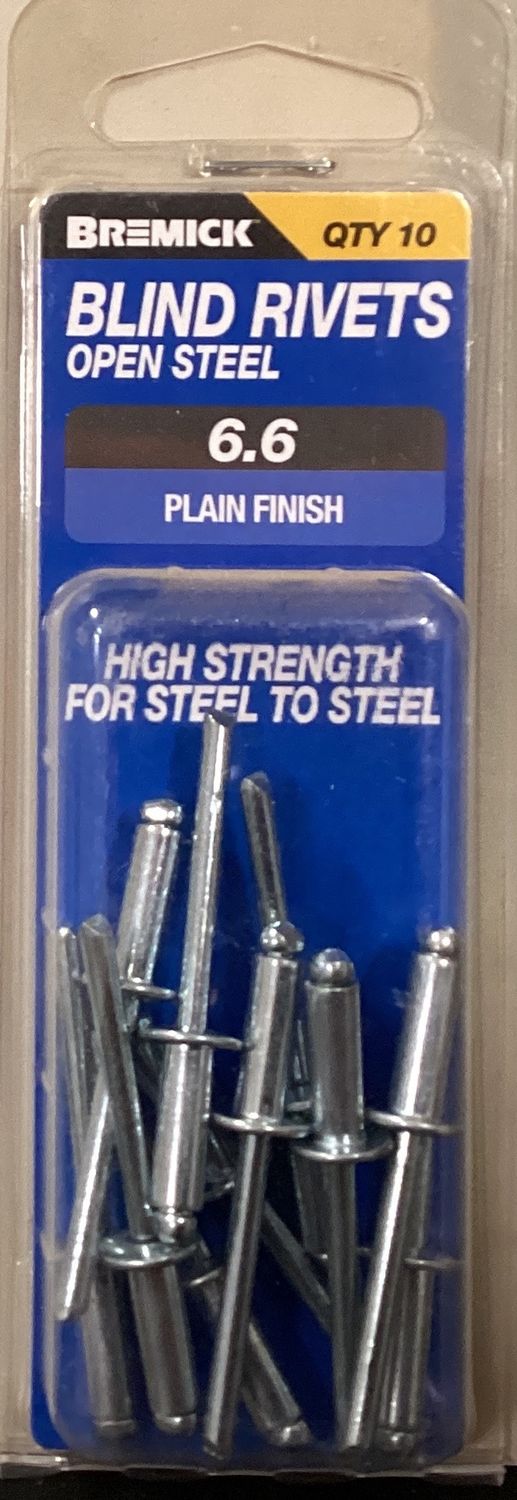 BREMICK
QTY 10
BLIND RIVETS
OPEN STEEL
6.6
PLAIN FINISH
HIGH STRENGTH
FOR STEEL TO STEEL